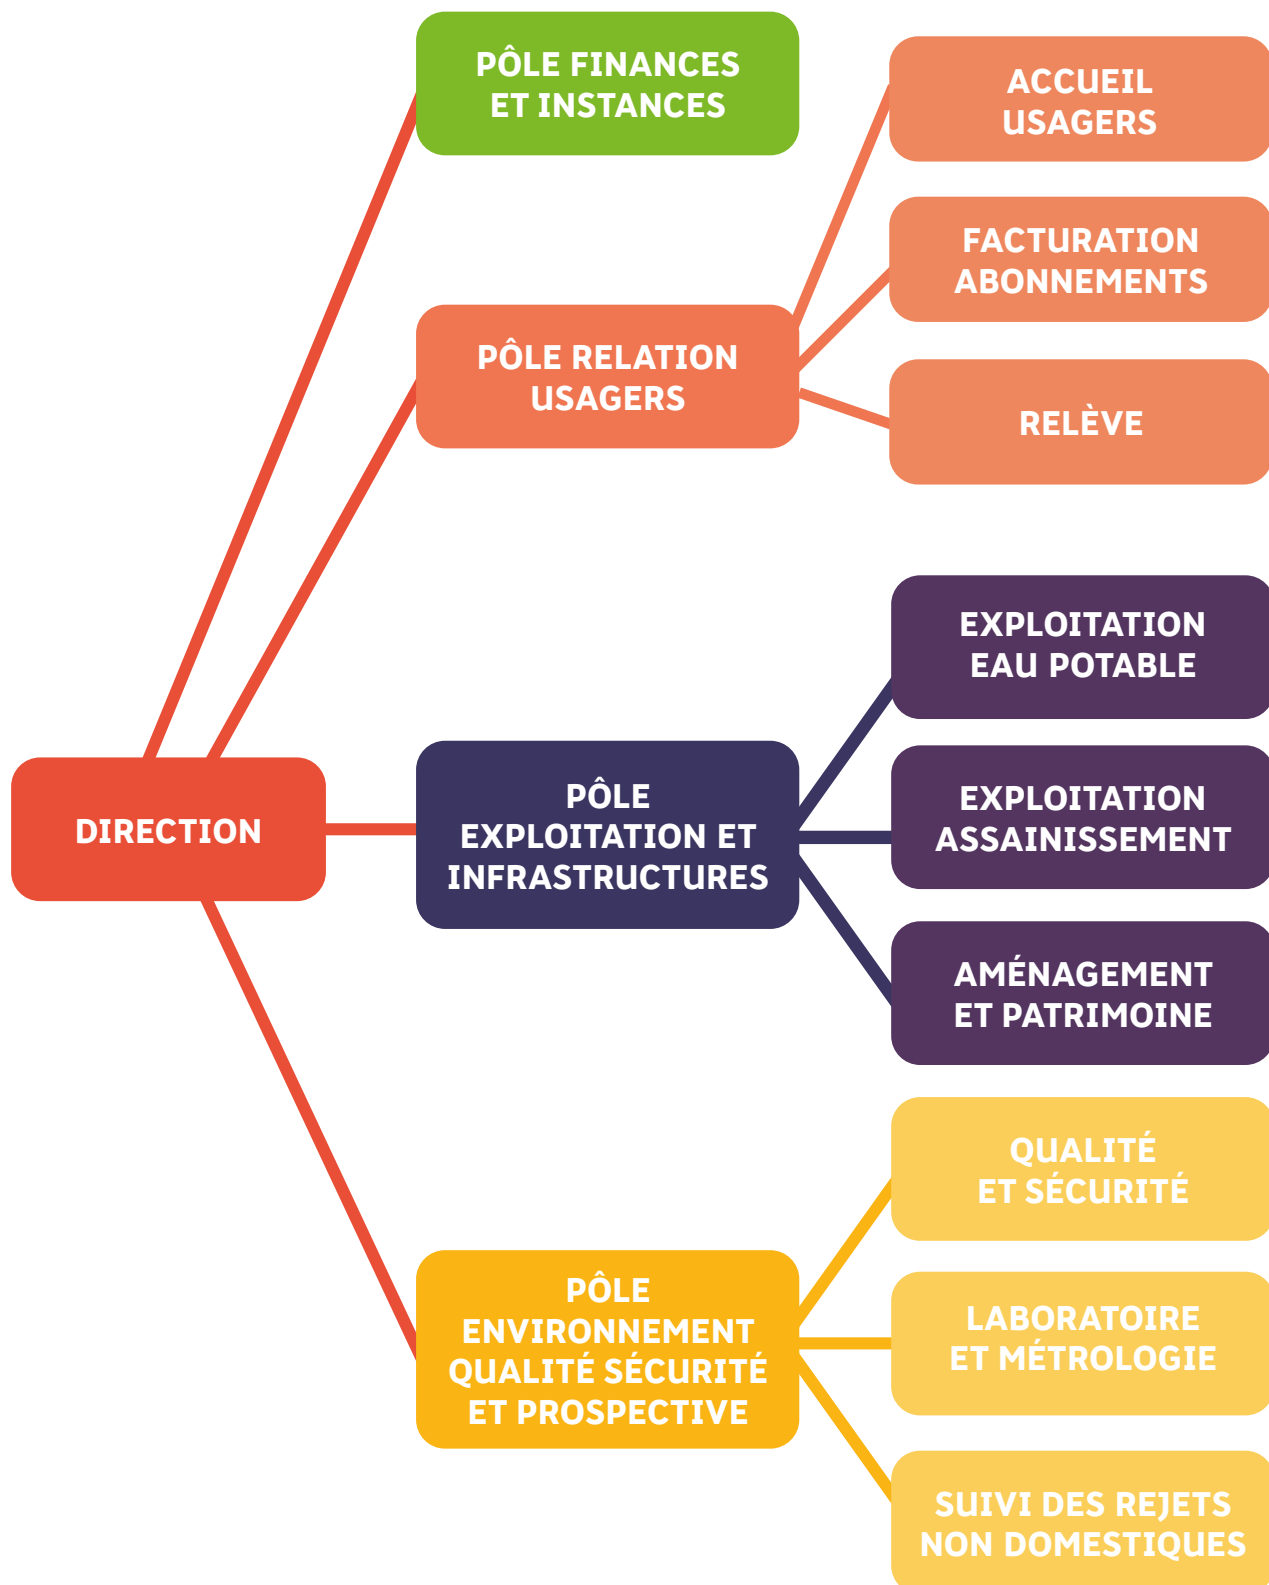 PÔLE FINANCES
ET INSTANCES
ACCUEIL
USAGERS
FACTURATION
ABONNEMENTS
PÔLE RELATION
USAGERS
RELÈVE
EXPLOITATION
EAU POTABLE
DIRECTION
PÔLE
EXPLOITATION ET
INFRASTRUCTURES
EXPLOITATION
ASSAINISSEMENT
AMÉNAGEMENT
ET PATRIMOINE
QUALITÉ
ET SÉCURITÉ
PÔLE
ENVIRONNEMENT
QUALITÉ SÉCURITÉ
ET PROSPECTIVE
LABORATOIRE
ET MÉTROLOGIE
SUIVI DES REJETS
NON DOMESTIQUES